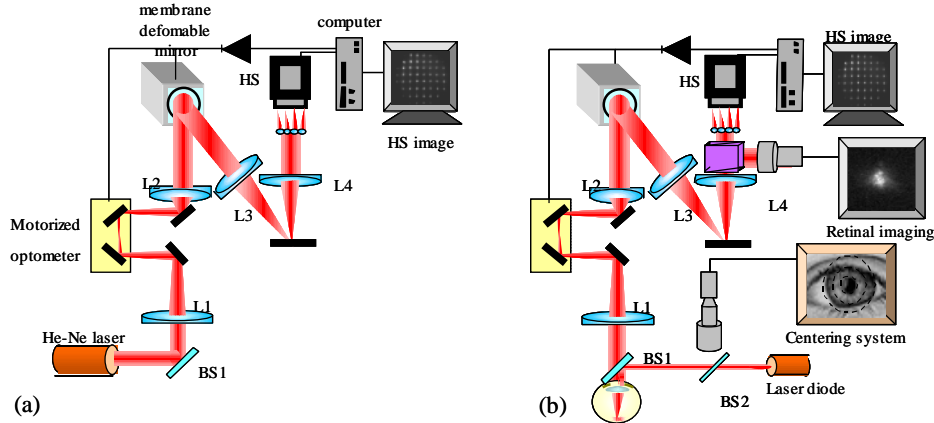 membrane
defomable
mirror
computer
HS
HS image
L2
L3
L4
Motorized
optometer
L1
He-Ne laser
BS1
(a)
HS image
HS
L2
L3
L4
Retinal imaging
L1
Centering system
BS1
BS2
Laser diode
(b)